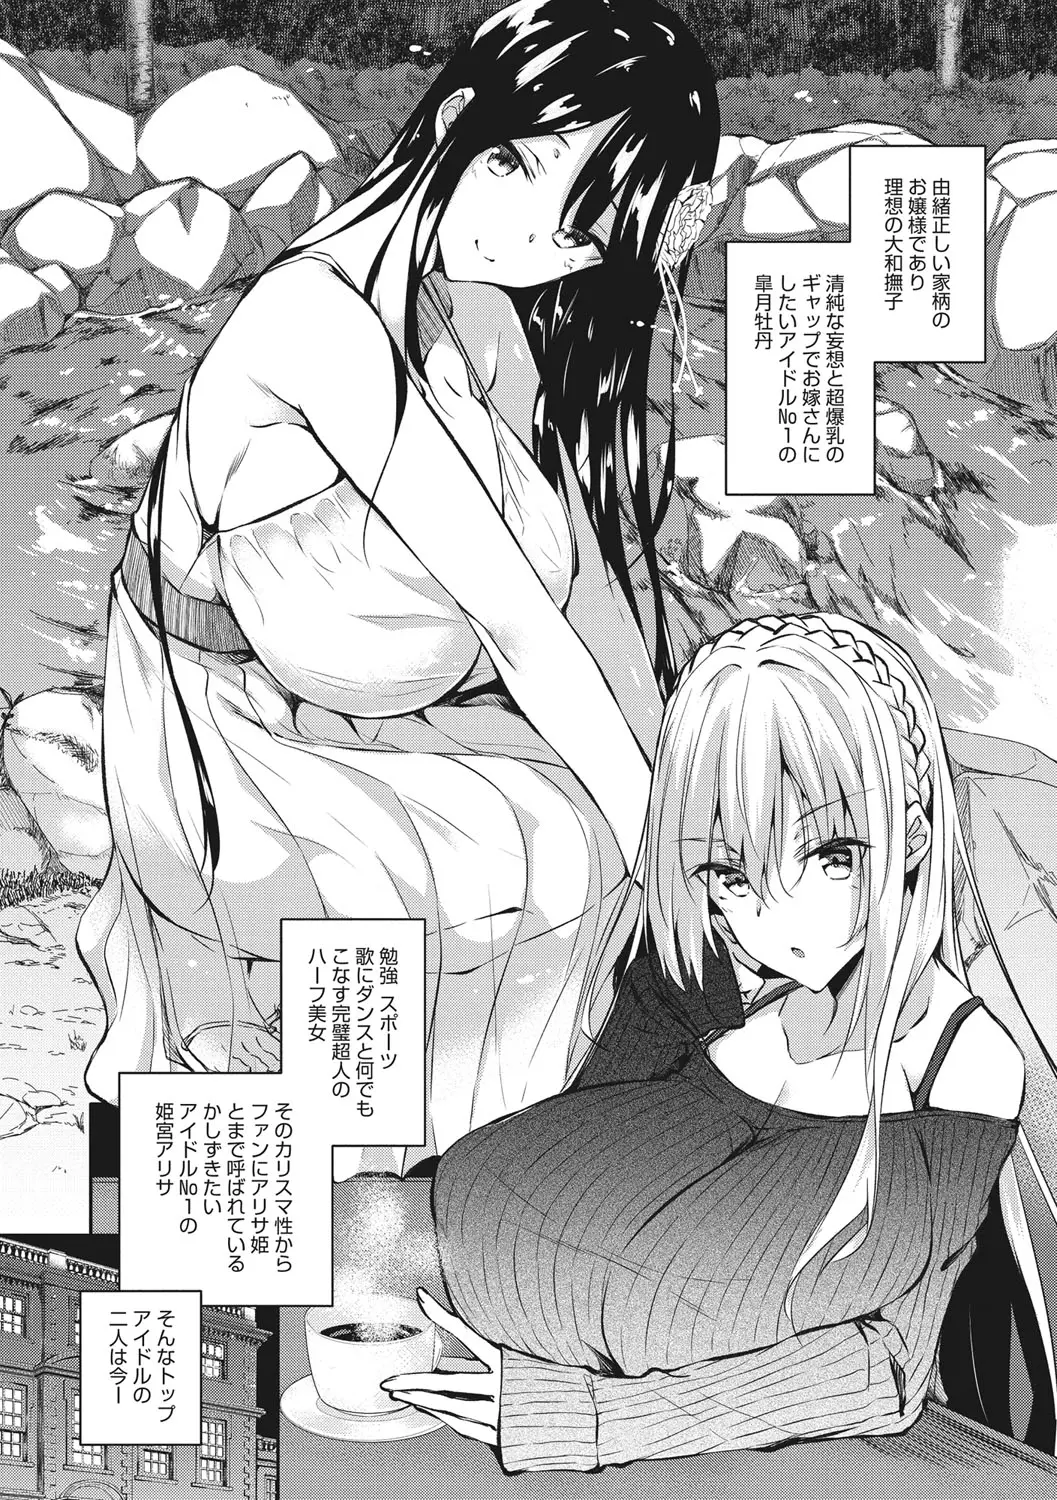 由緒正しい家柄の
お嬢様であり
理想の大和撫子
清純な妄想と超爆乳の
ギャップでお嫁さんに
したいアイドル№1の
皐月牡丹
勉強 スポーツ
歌にダンスと何でも
こなす完璧超人の
ハーフ美女
そのカリスマ性から
ファンにアリサ姫
とまで呼ばれている
かしずきたい
アイドル№1の
姫宮アリサ
そんなトップ
アイドルの
二人は今ー